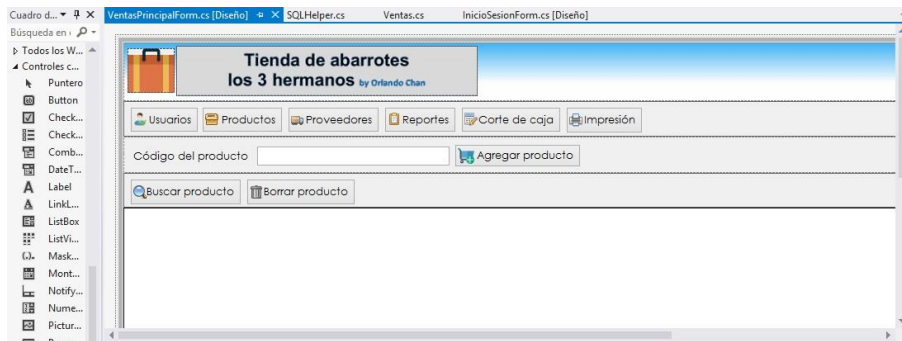 Cuadro d...
VentasPrincipalForm.cs [Diseño]
SQLHelper.cs
Ventas.cs
InicioSesionForm.cs [Diseño]
Búsqueda en
Todos los W...
Controles c...
Puntero
Button
Check...
Check...
Comb...
DateT...
Label
LinkL...
ListBox
ListVi...
Mask...
Mont...
Notify...
Nume...
Pictur...
Tienda de abarrotes
los 3 hermanos by Orlando Chan
Usuarios Productos Proveedores Reportes Corte de caja Impresión
Código del producto Agregar producto
Buscar producto Borrar producto